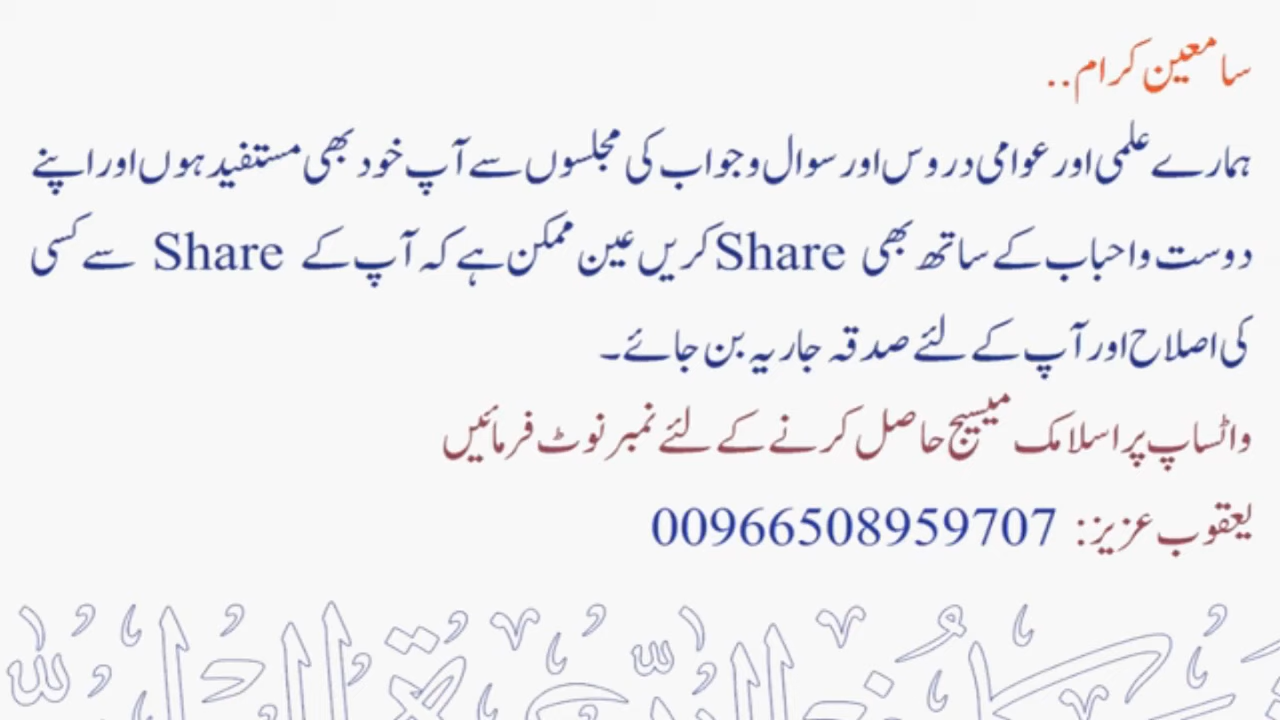 سامعین کرام..
ہمارے علمی اور عوامی دروس اور سوال و جواب کی مجلسوں سے آپ خود بھی مستفید ہوں اور اپنے
دوست و احباب کے ساتھ بھی Share کریں عین ممکن ہے کہ آپ کے Share سے کسی
کی اصلاح اور آپ کے لئے صدقہ جاریہ بن جائے۔
واٹساپ پر اسلامک میسیج حاصل کرنے کے لئے نمبر نوٹ فرمائیں
یعقوب عزیز: 00966508959707